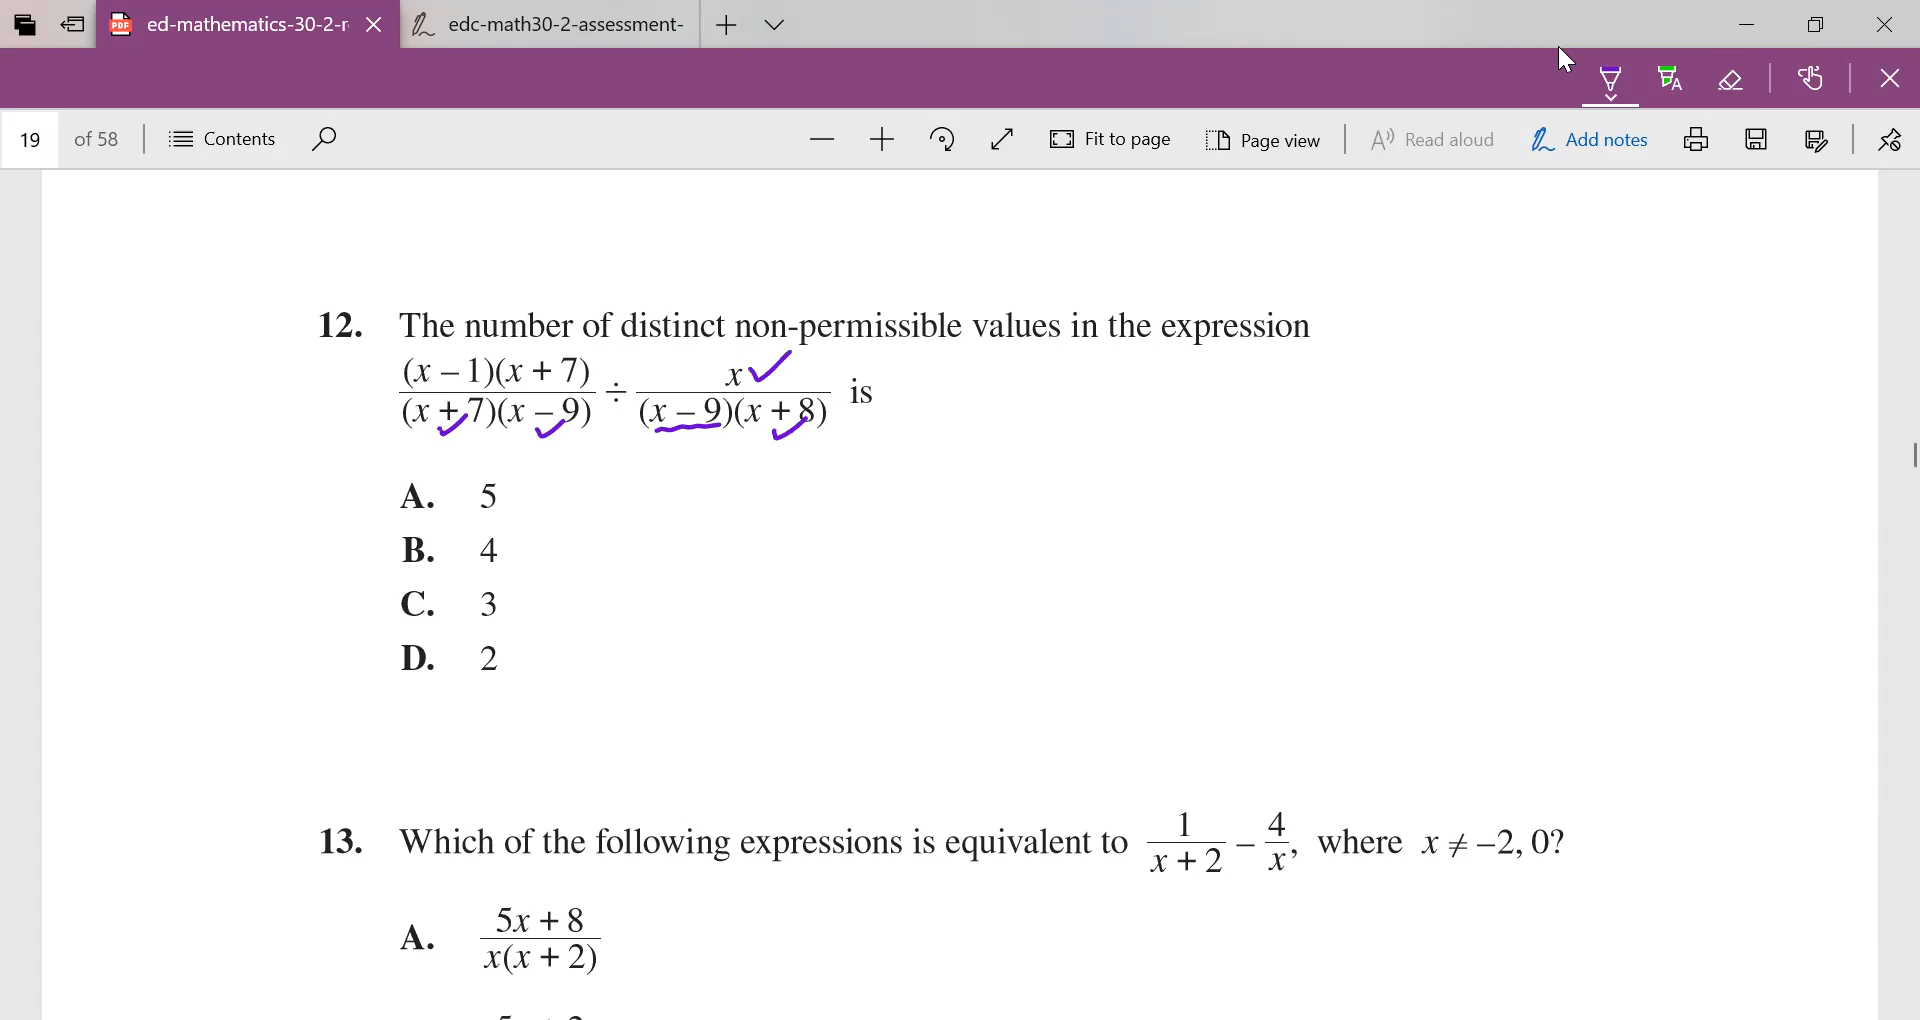 ed-mathematics-30-2-r
edc-math30-2-assessment-
19 of 58 Contents Fit to page Page view Read aloud Add notes
12. The number of distinct non-permissible values in the expression
(x – 1)(x + 7)
(x + 7)(x – 9)
÷
x
(x – 9)(x + 8)
is
A. 5
B. 4
C. 3
D. 2
13. Which of the following expressions is equivalent to 1/(x + 2) – 4/x, where x ≠ –2, 0?
A. 5x + 8
x(x + 2)